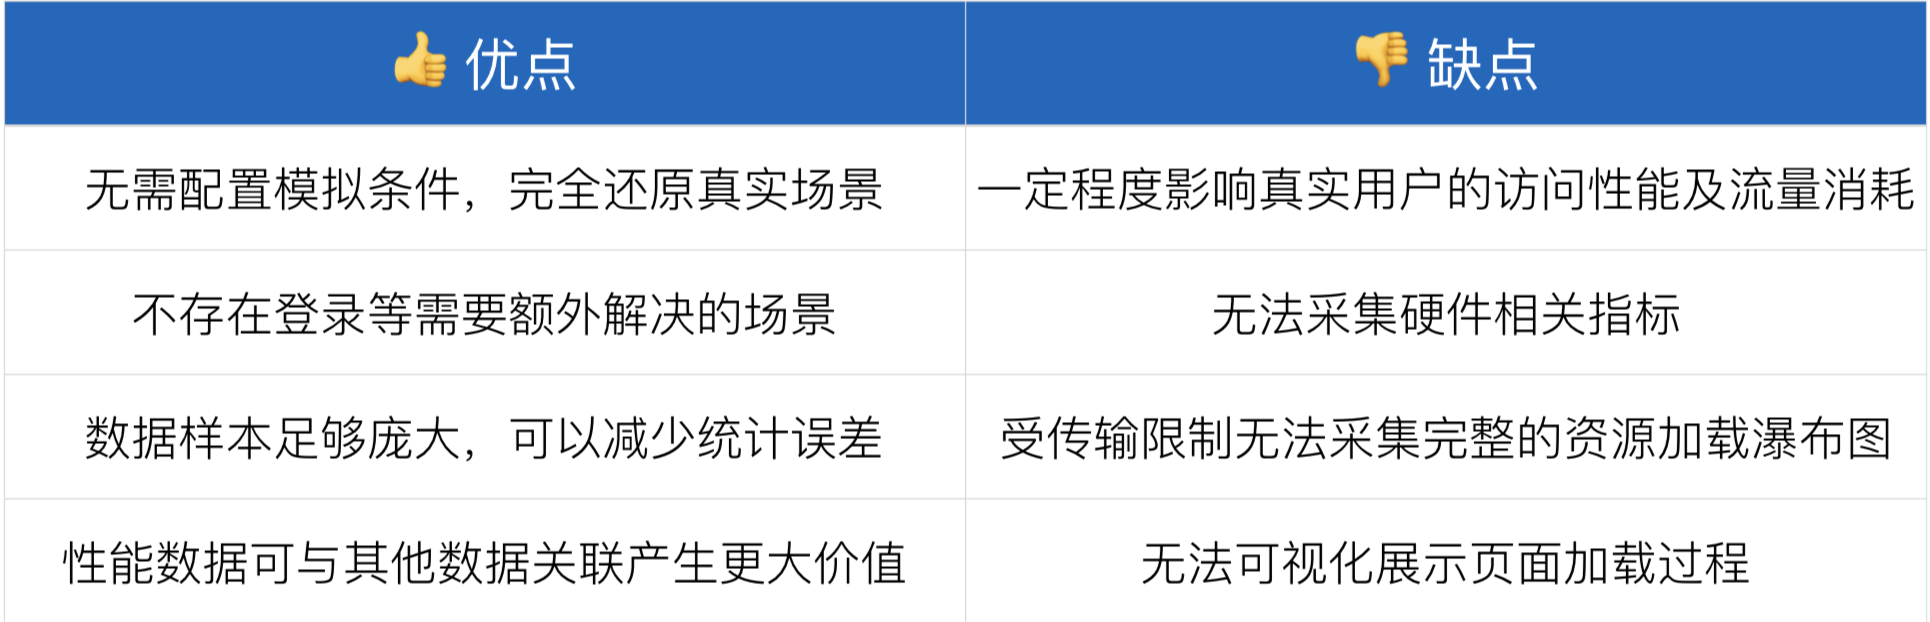 👍 优点
👎 缺点
无需配置模拟条件，完全还原真实场景
一定程度影响真实用户的访问性能及流量消耗
不存在登录等需要额外解决的场景
无法采集硬件相关指标
数据样本足够庞大，可以减少统计误差
受传输限制无法采集完整的资源加载瀑布图
性能数据可与其他数据关联产生更大价值
无法可视化展示页面加载过程